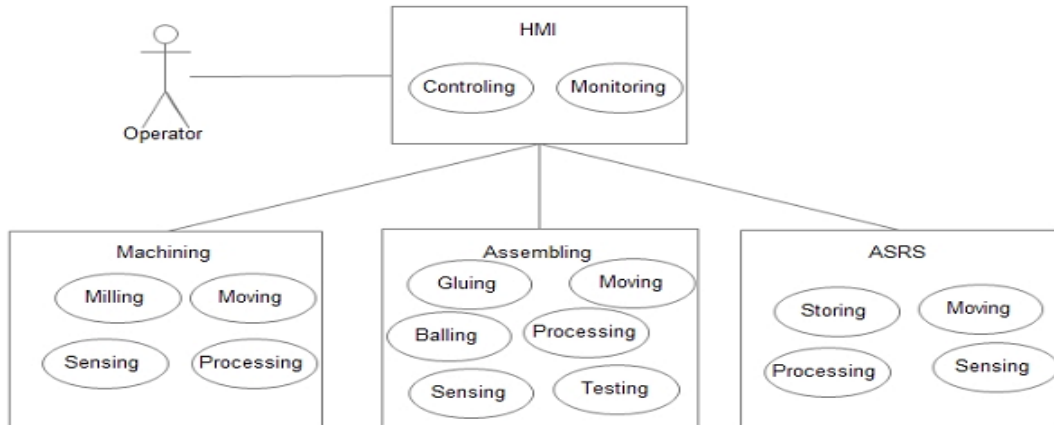 HMI
Controling
Monitoring
Operator
Machining
Milling
Moving
Sensing
Processing
Assembling
Gluing
Moving
Balling
Processing
Sensing
Testing
ASRS
Storing
Moving
Processing
Sensing